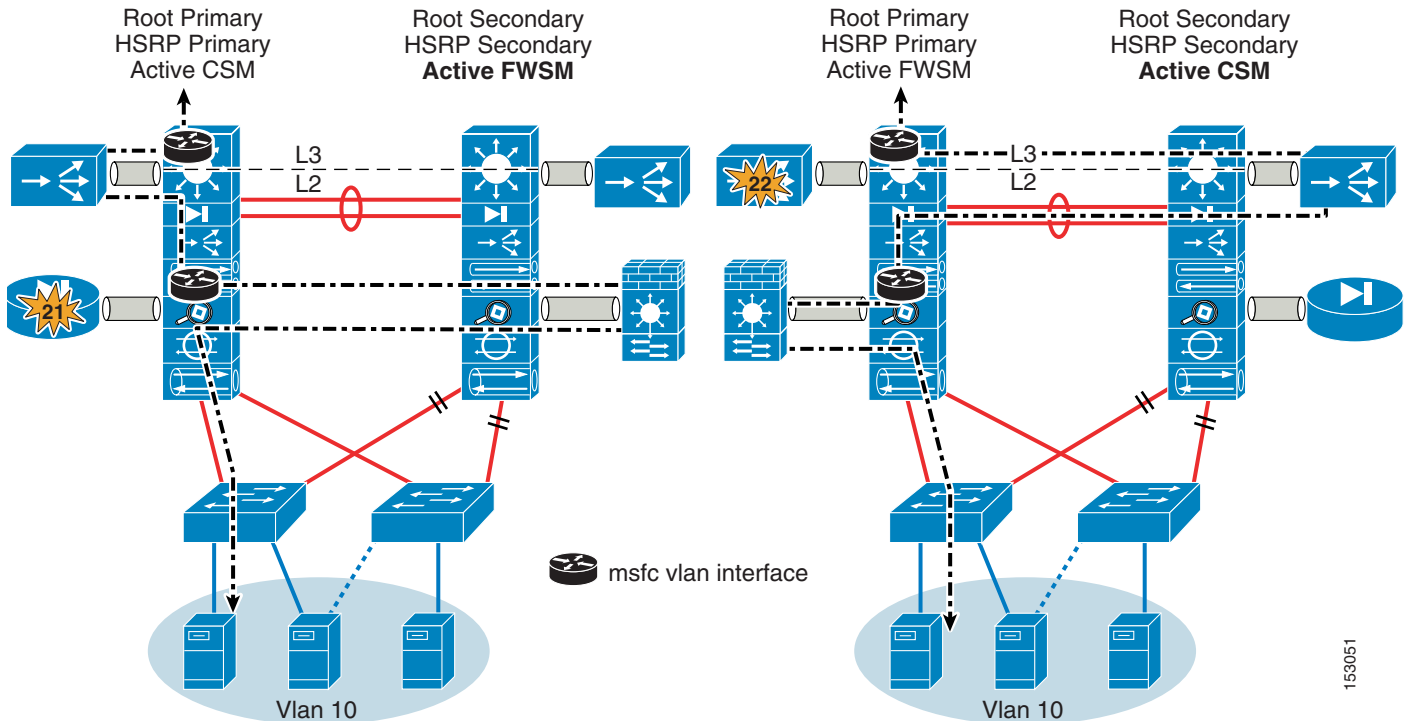 Root Primary
HSRP Primary
Active CSM
Root Secondary
HSRP Secondary
Active FWSM
L3
L2
21
Root Primary
HSRP Primary
Active FWSM
Root Secondary
HSRP Secondary
Active CSM
L3
L2
22
msfc vlan interface
Vlan 10
Vlan 10
153051